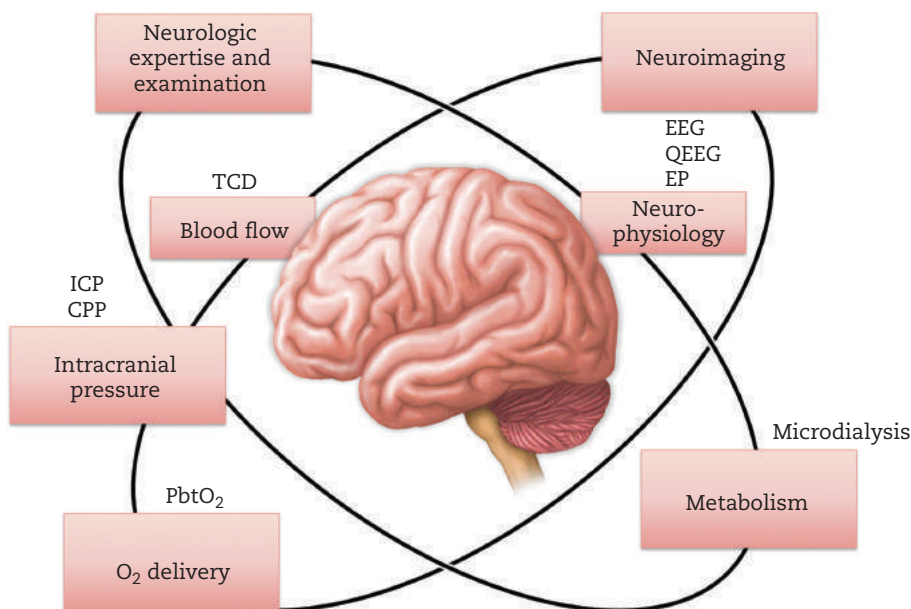 Neurologic
expertise and
examination
Neuroimaging
EEG
QEEG
EP
TCD
Blood flow
Neuro-
physiology
ICP
CPP
Intracranial
pressure
Microdialysis
Metabolism
PbtO₂
O₂ delivery